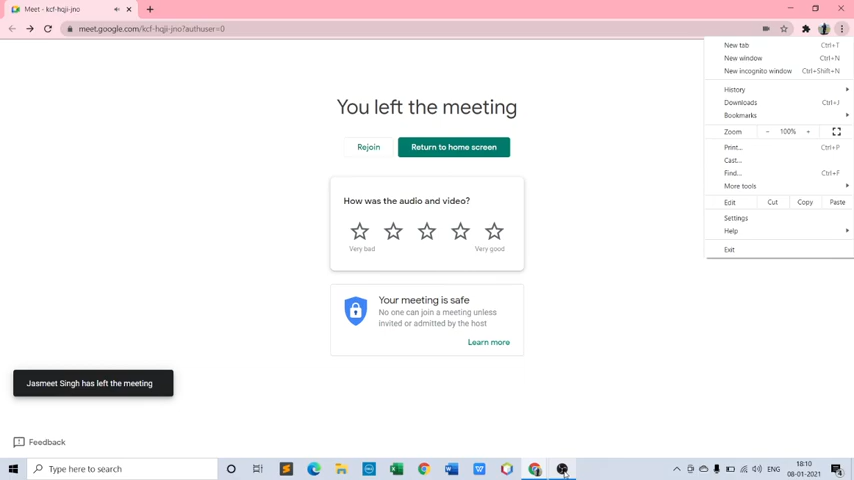 Meet - kcf-hqji-jno
meet.google.com/kcf-hqji-jno?authuser=0
New tab Ctrl+T
New window Ctrl+N
New incognito window Ctrl+Shift+N
History
Downloads Ctrl+J
Bookmarks
Zoom - 100% +
Print... Ctrl+P
Cast...
Find... Ctrl+F
More tools
Edit Cut Copy Paste
Settings
Help
Exit
You left the meeting
Rejoin Return to home screen
How was the audio and video?
Very bad Very good
Your meeting is safe
No one can join a meeting unless
invited or admitted by the host
Learn more
Jasmeet Singh has left the meeting
Feedback
Type here to search
ENG
18:10
08-01-2021